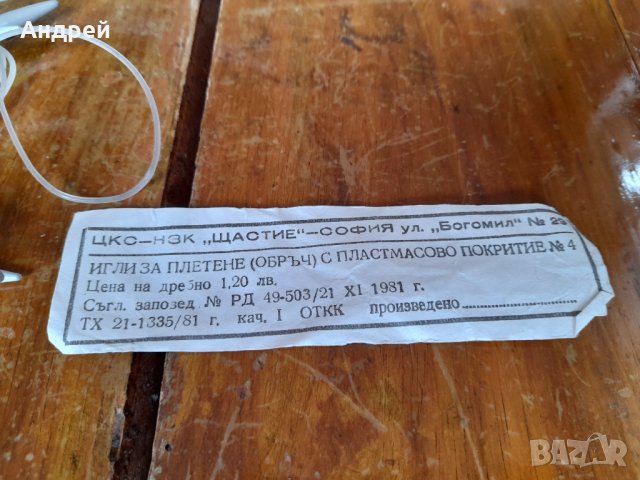 Андрей
ЦКС-НЗК „ЩАСТИЕ"-СОФИЯ ул. „Богомил" № 29
ИГЛИ ЗА ПЛЕТЕНЕ (ОБРЪЧ) С ПЛАСТМАСОВО ПОКРИТИЕ № 4
Цена на дребно 1,20 лв.
Съгл. заповед № РД 49-503/21 XI 1981 г.
ТХ 21-1335/81 г. кач. I ОТКК произведено
BAZAR